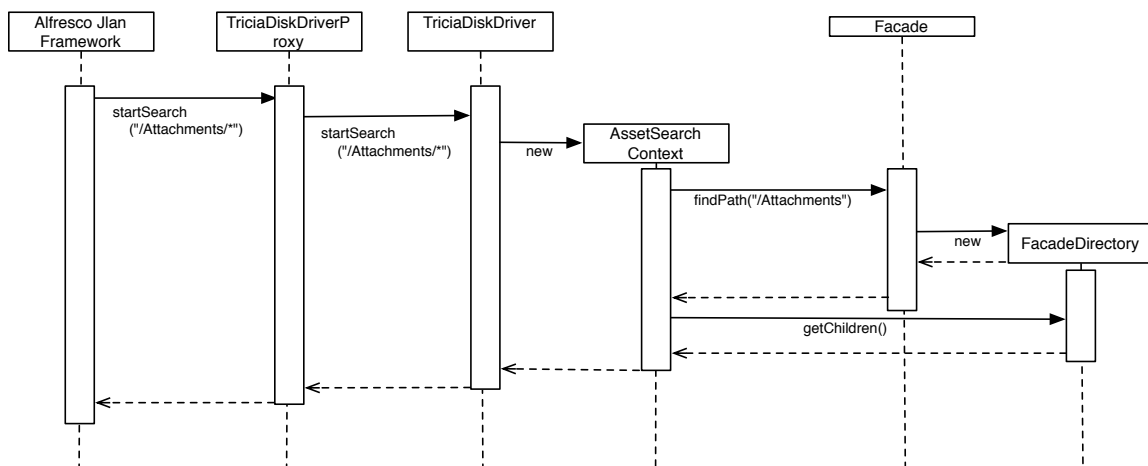 Alfresco Jlan
Framework
TriciaDiskDriverP
roxy
TriciaDiskDriver
Facade
startSearch
("/Attachments/*")
startSearch
("/Attachments/*")
new
AssetSearch
Context
findPath("/Attachments")
new
FacadeDirectory
getChildren()